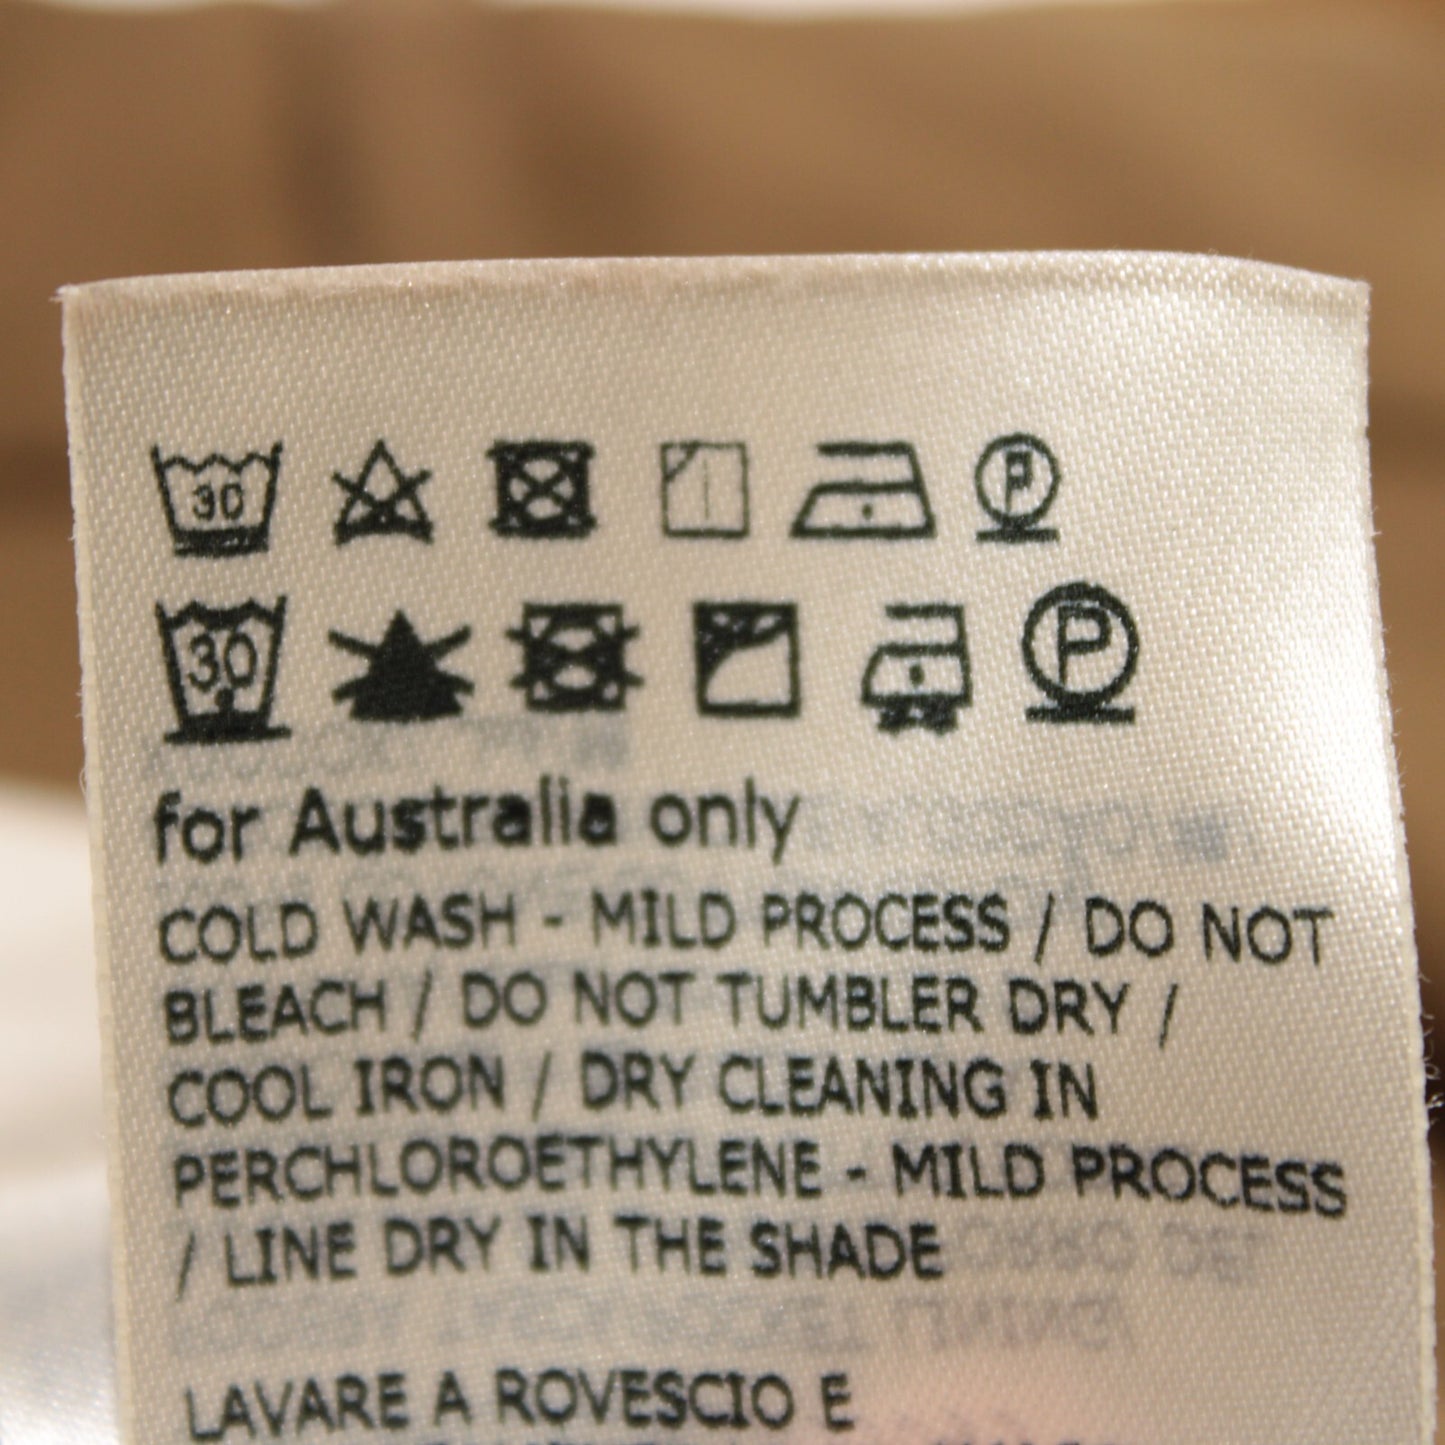 30 P
30 P
for Australia only
COLD WASH - MILD PROCESS / DO NOT
BLEACH / DO NOT TUMBLER DRY /
COOL IRON / DRY CLEANING IN
PERCHLOROETHYLENE - MILD PROCESS
/ LINE DRY IN THE SHADE
LAVARE A ROVESCIO E